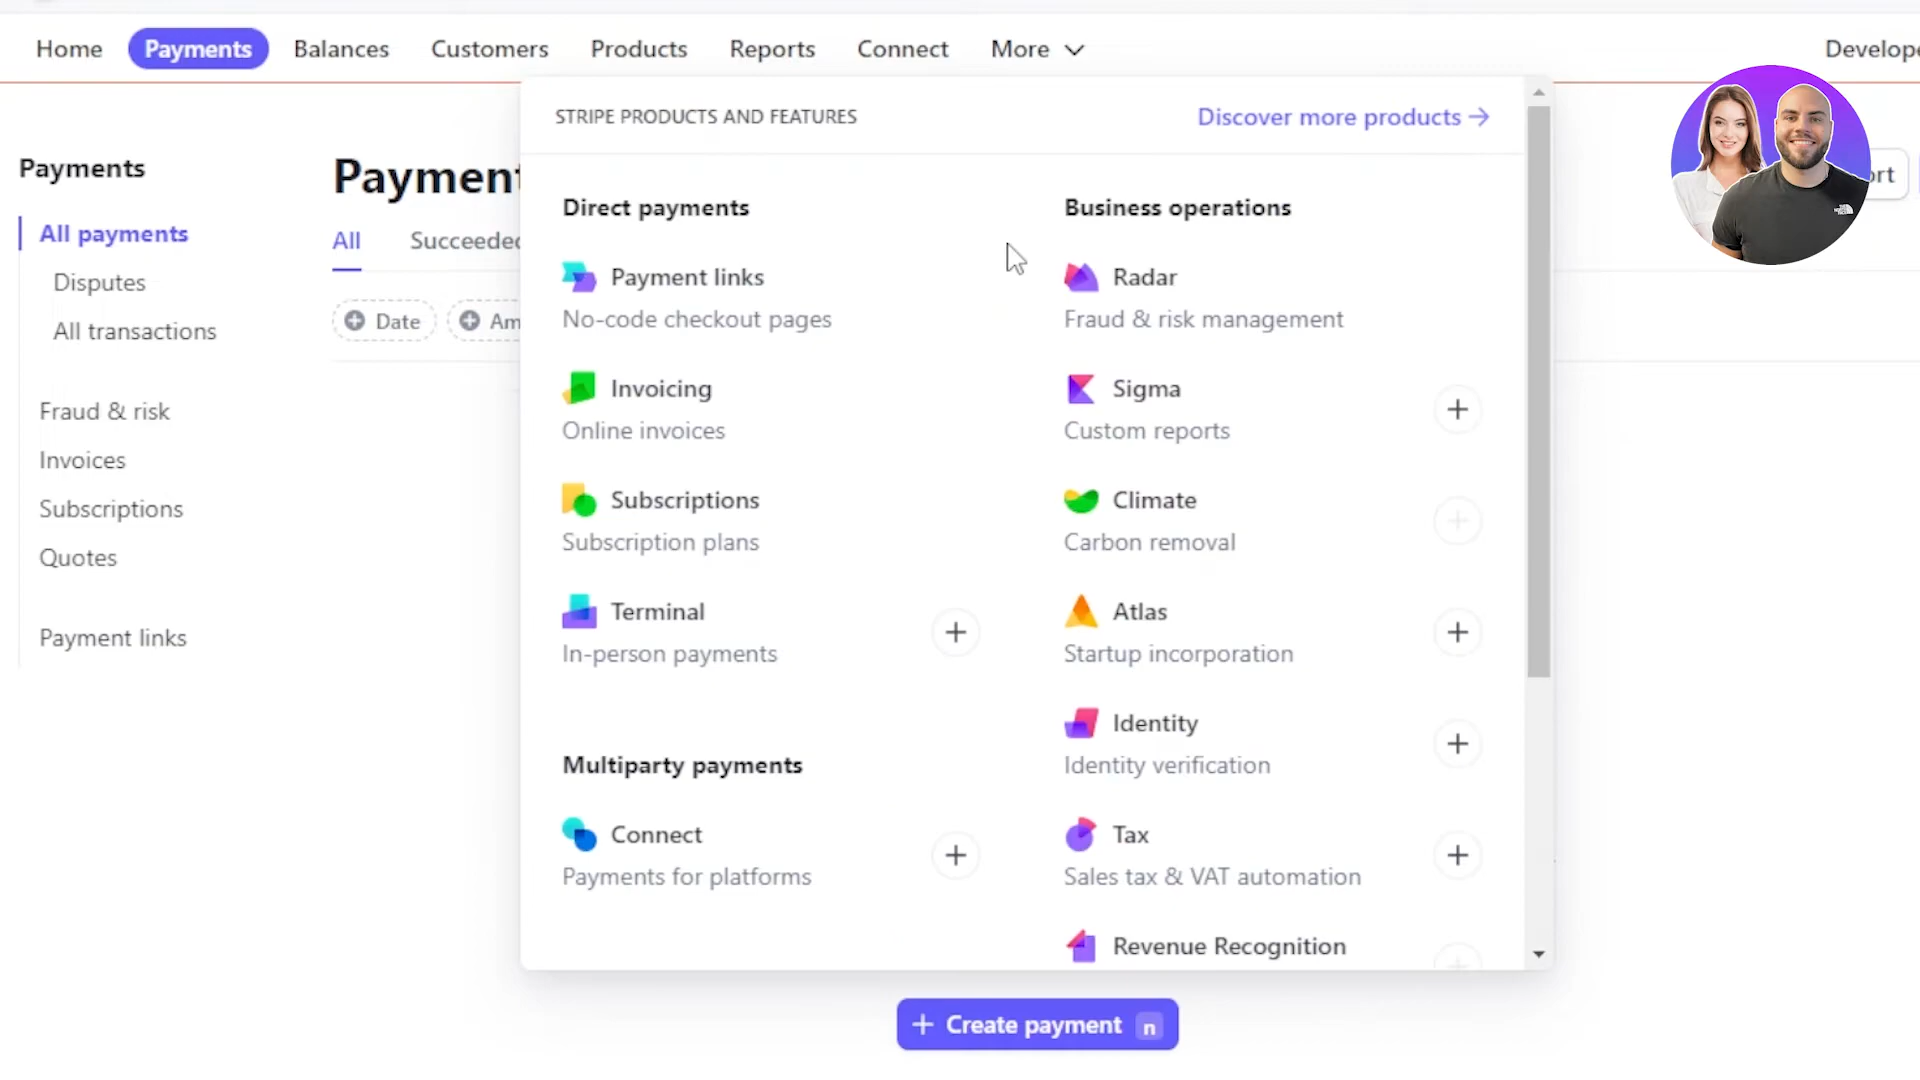 Home Payments Balances Customers Products Reports Connect More
STRIPE PRODUCTS AND FEATURES
Discover more products →
Payments
All payments
Disputes
All transactions
Fraud & risk
Invoices
Subscriptions
Quotes
Payment links
All
Date
Direct payments
Payment links
No-code checkout pages
Invoicing
Online invoices
Subscriptions
Subscription plans
Terminal
In-person payments
Multiparty payments
Connect
Payments for platforms
Business operations
Radar
Fraud & risk management
Sigma
Custom reports
Climate
Carbon removal
Atlas
Startup incorporation
Identity
Identity verification
Tax
Sales tax & VAT automation
Revenue Recognition
+ Create payment n